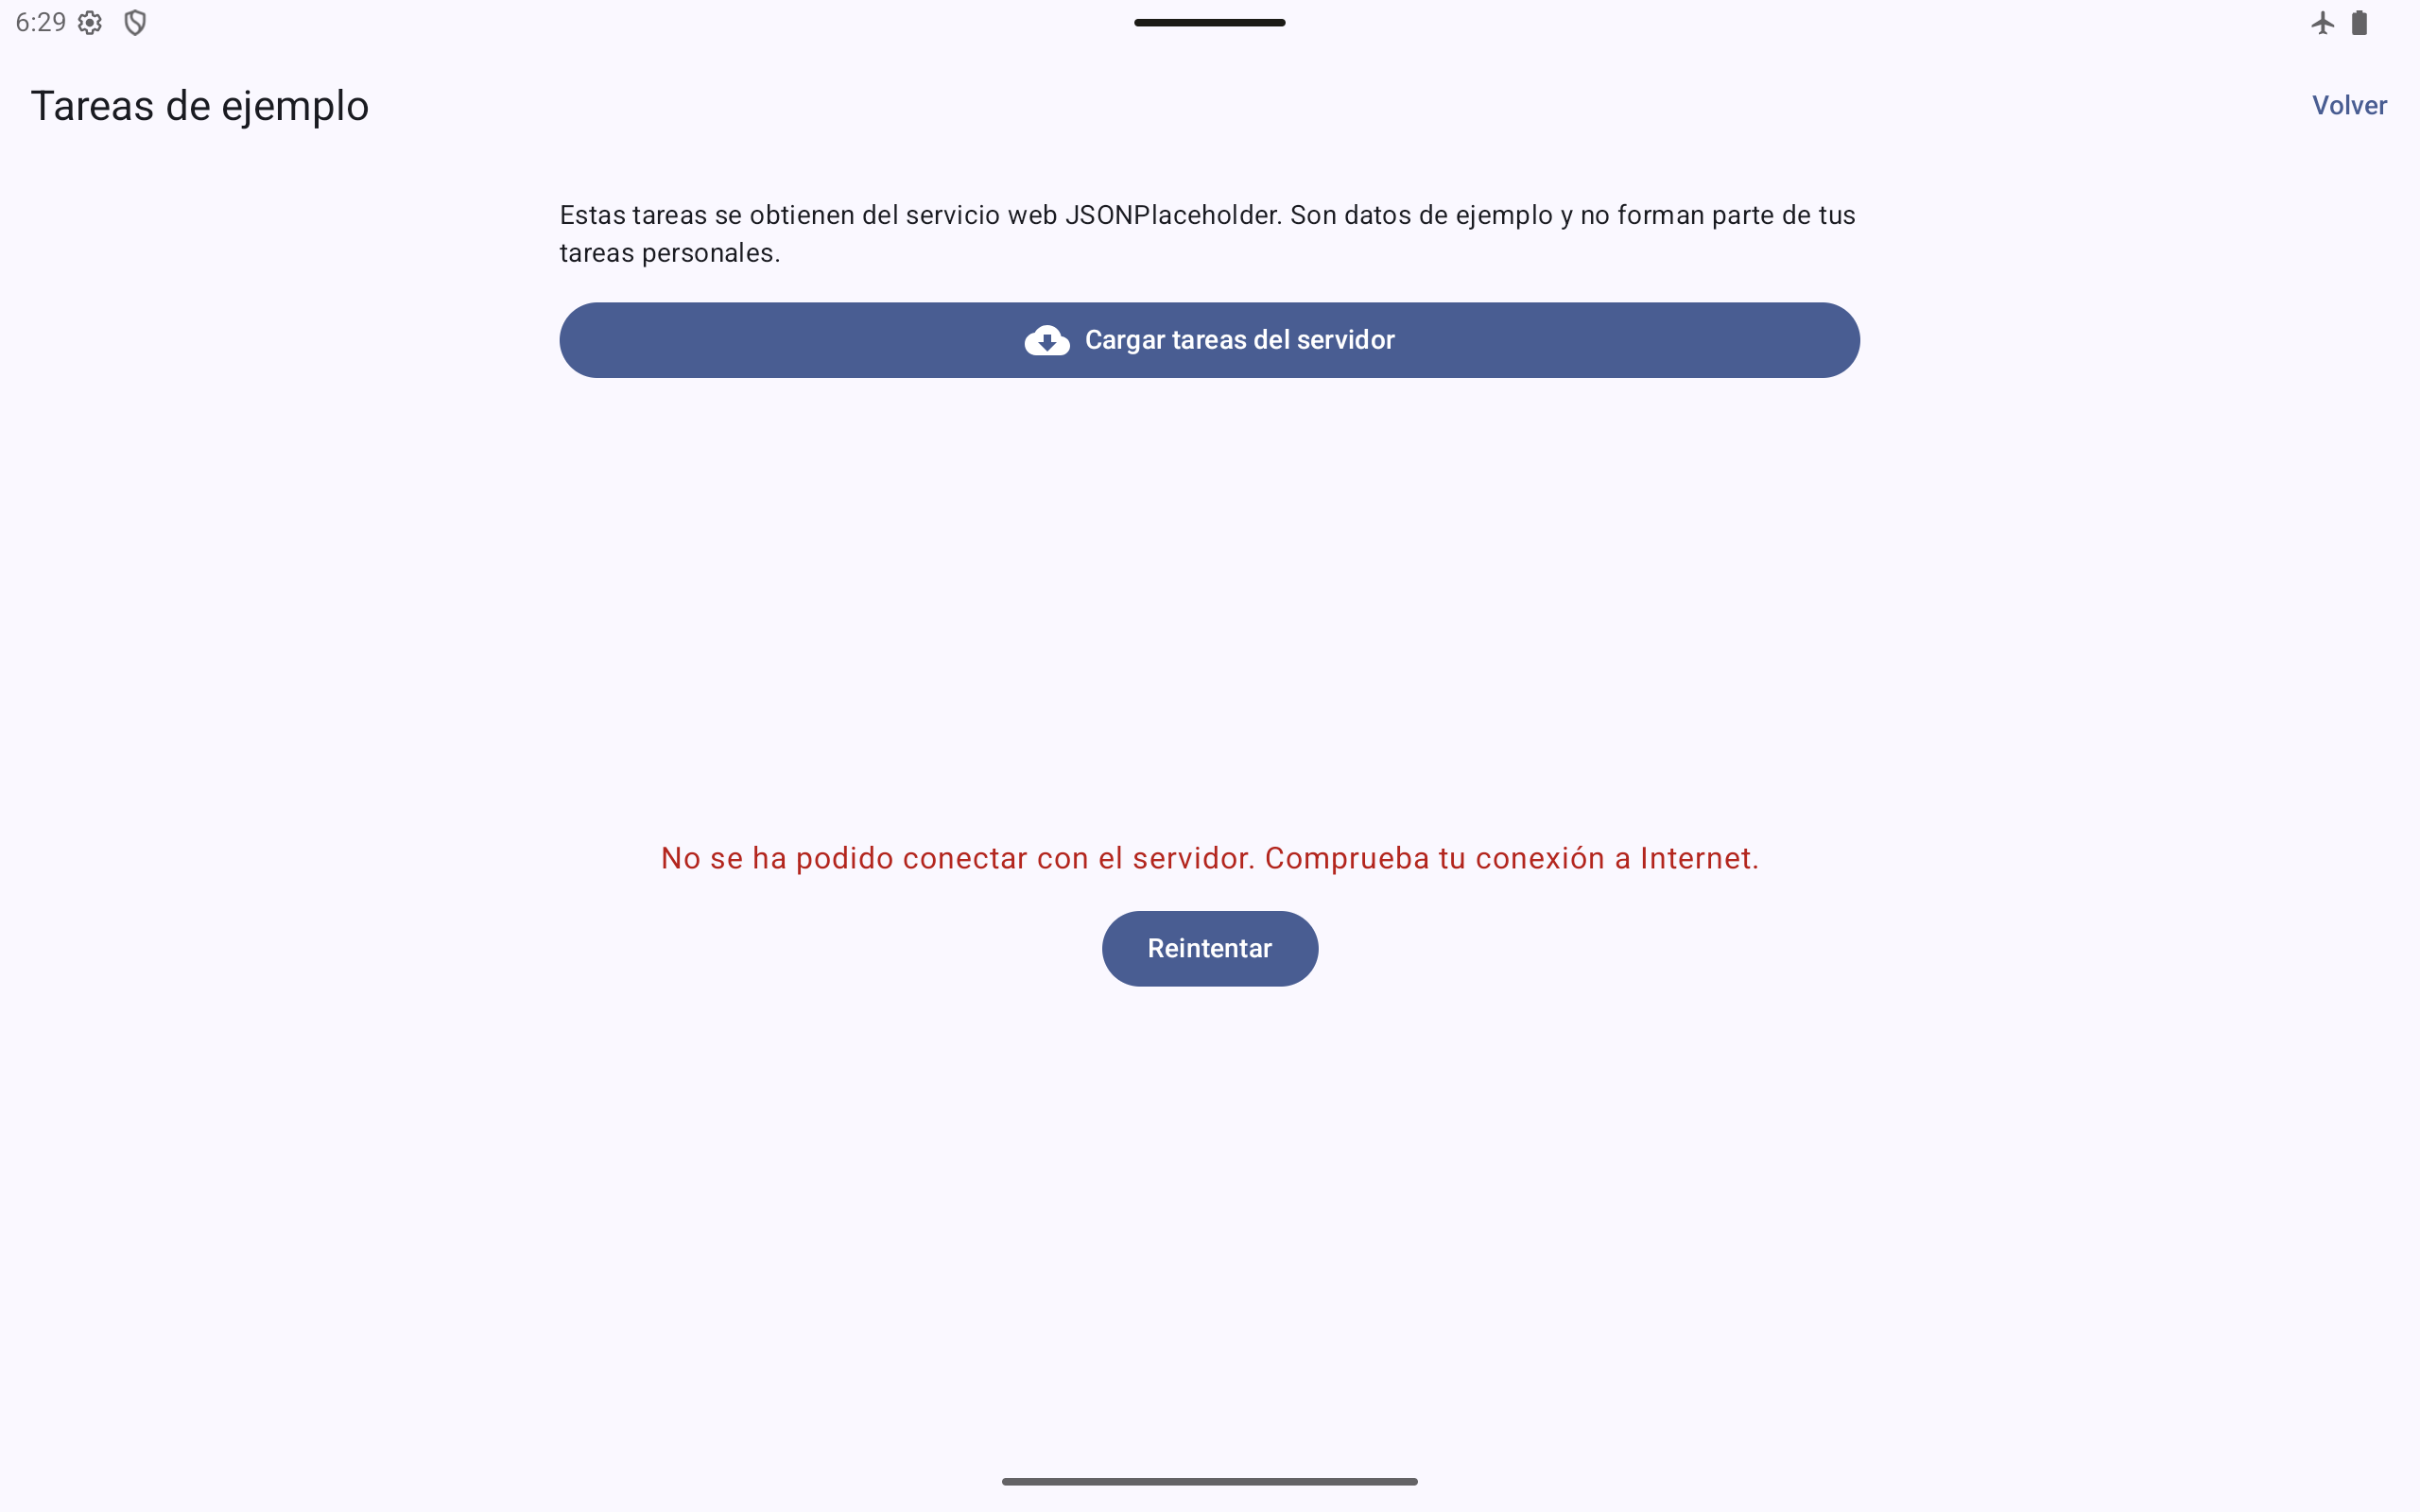 6:29
Tareas de ejemplo
Volver
Estas tareas se obtienen del servicio web JSONPlaceholder. Son datos de ejemplo y no forman parte de tus
tareas personales.
Cargar tareas del servidor
No se ha podido conectar con el servidor. Comprueba tu conexión a Internet.
Reintentar